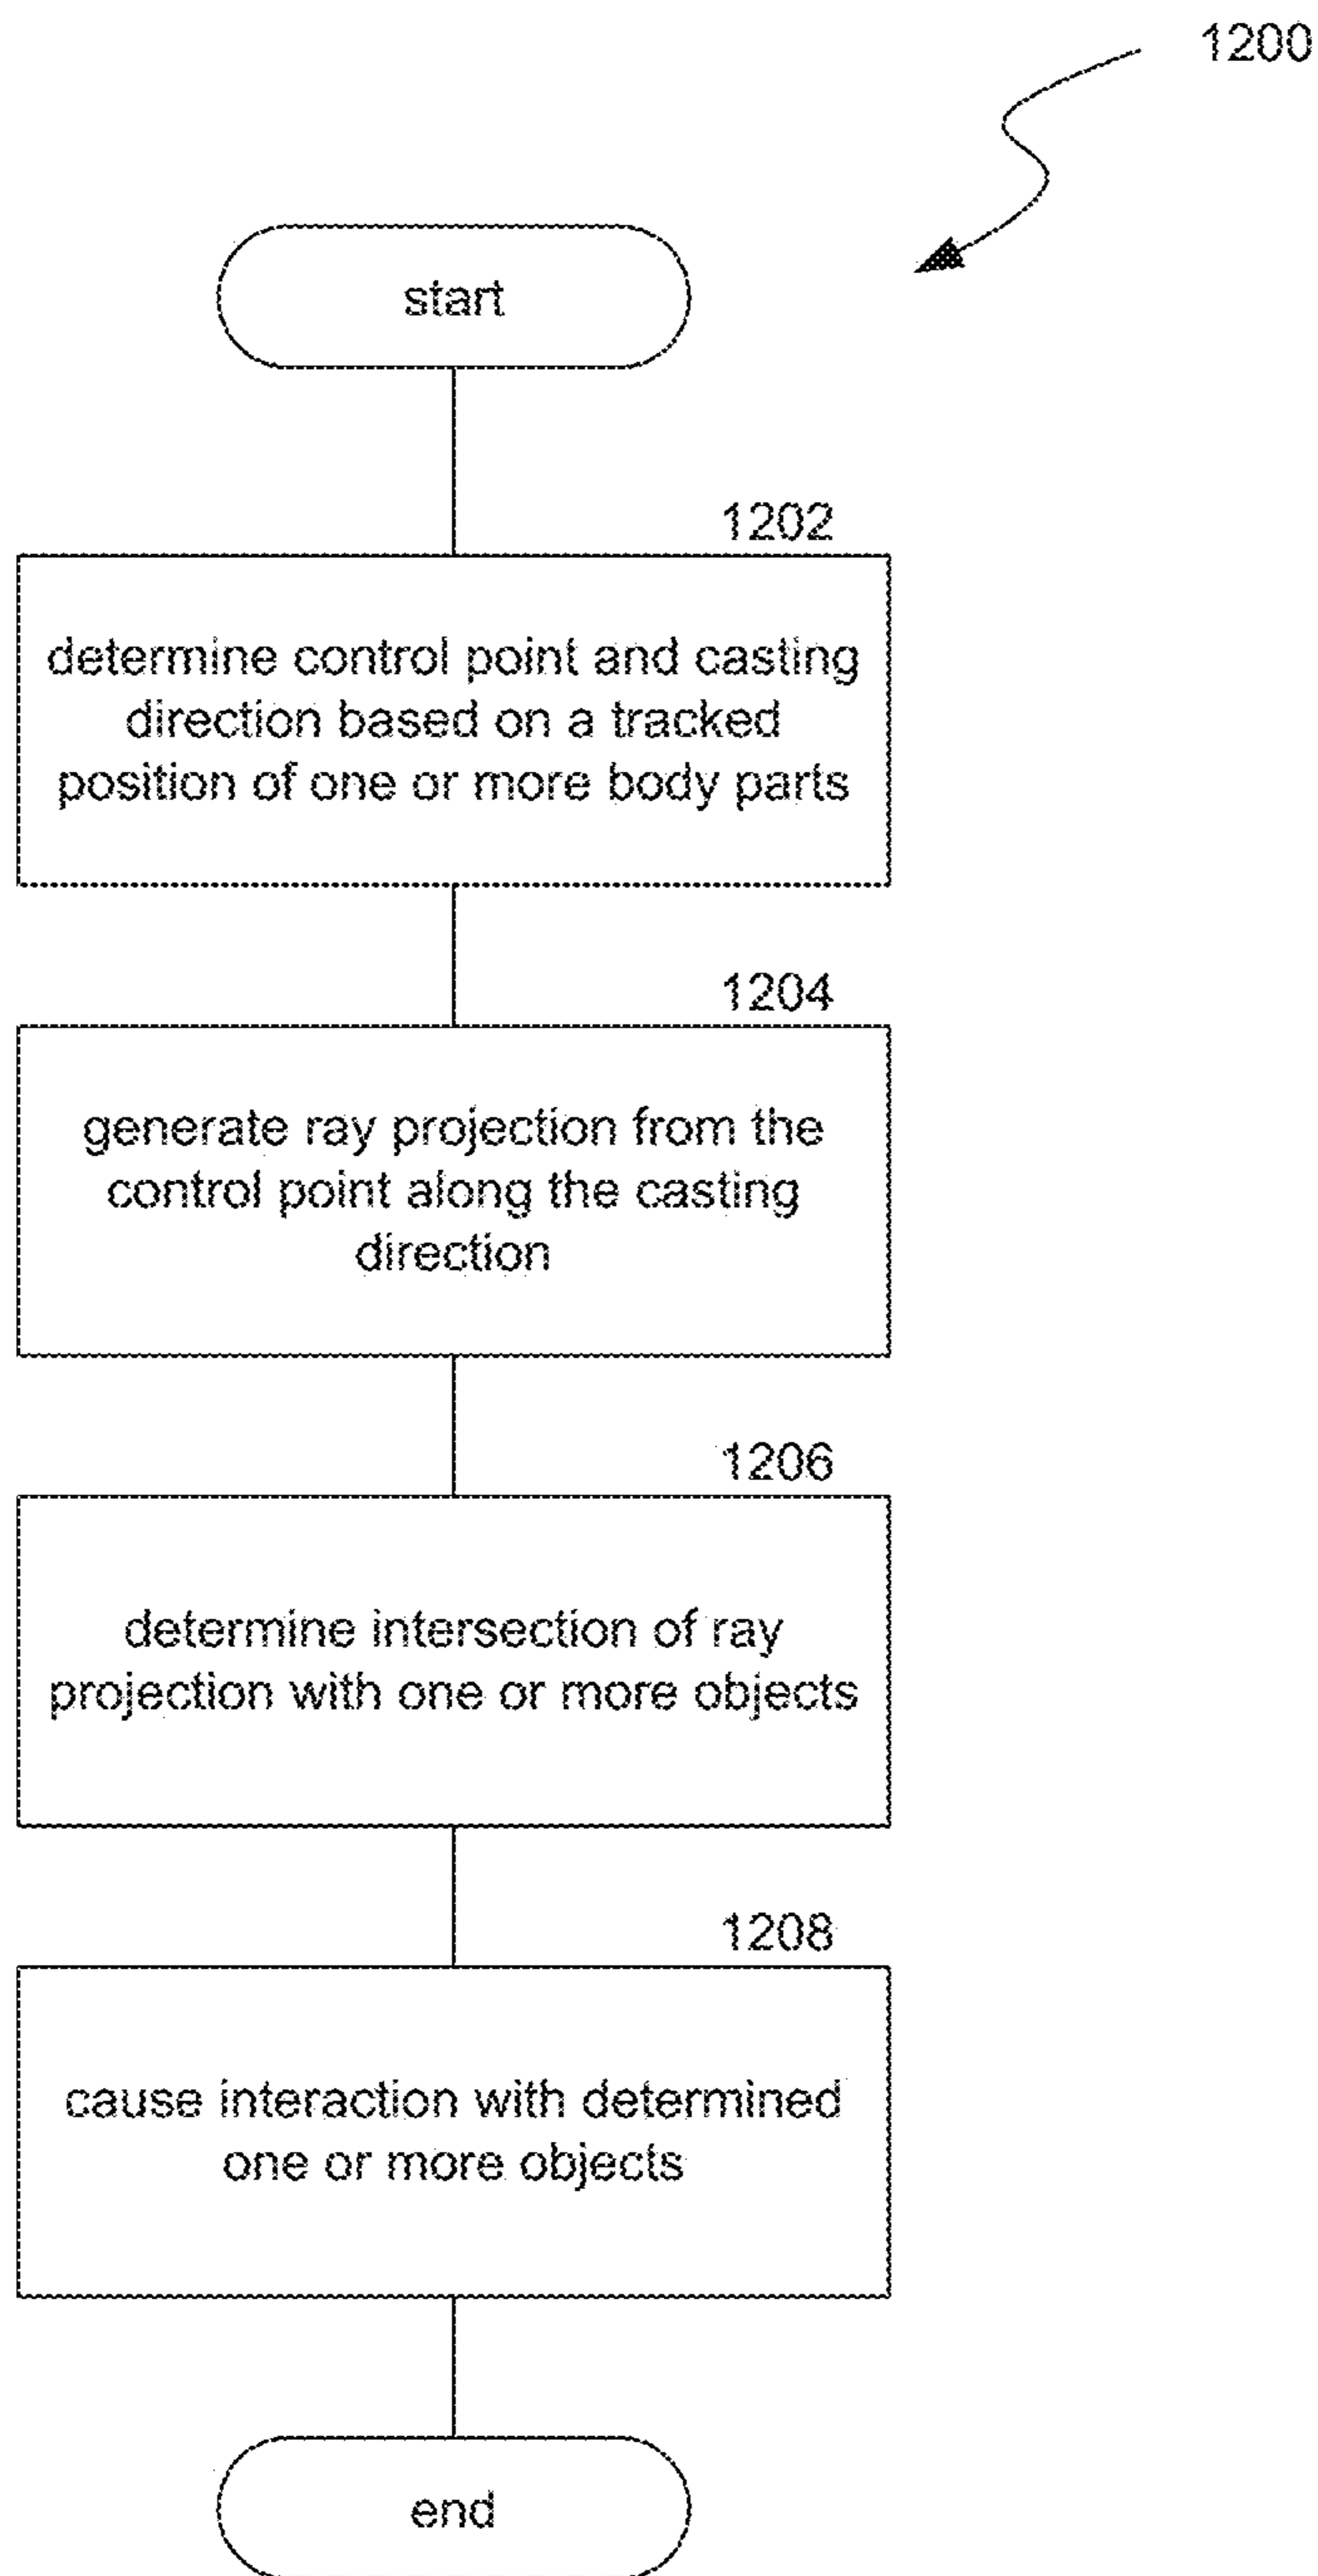 1200
start
1202
determine control point and casting
direction based on a tracked
position of one or more body parts
1204
generate ray projection from the
control point along the casting
direction
1206
determine intersection of ray
projection with one or more objects
1208
cause interaction with determined
one or more objects
end